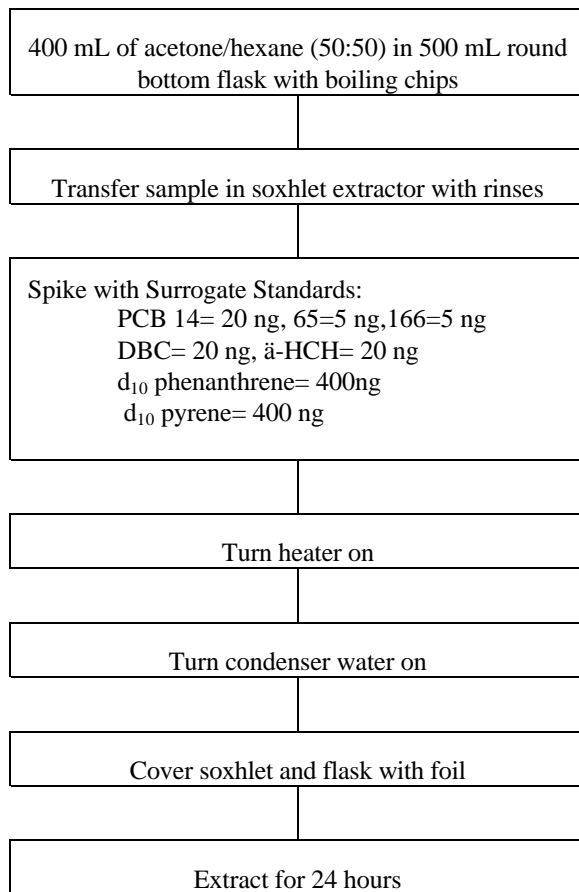 400 mL of acetone/hexane (50:50) in 500 mL round
bottom flask with boiling chips
Transfer sample in soxhlet extractor with rinses
Spike with Surrogate Standards:
PCB 14= 20 ng, 65=5 ng,166=5 ng
DBC= 20 ng, ä-HCH= 20 ng
d₁₀ phenanthrene= 400ng
d₁₀ pyrene= 400 ng
Turn heater on
Turn condenser water on
Cover soxhlet and flask with foil
Extract for 24 hours